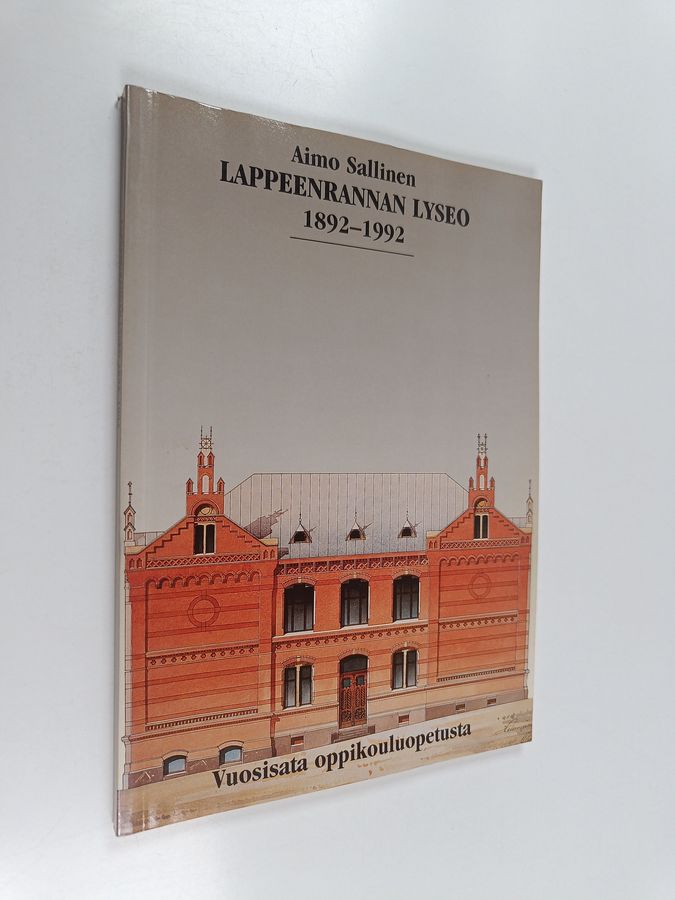 Aimo Sallinen
LAPPEENRANNAN LYSEO
1892–1992
Vuosisata oppikouluopetusta